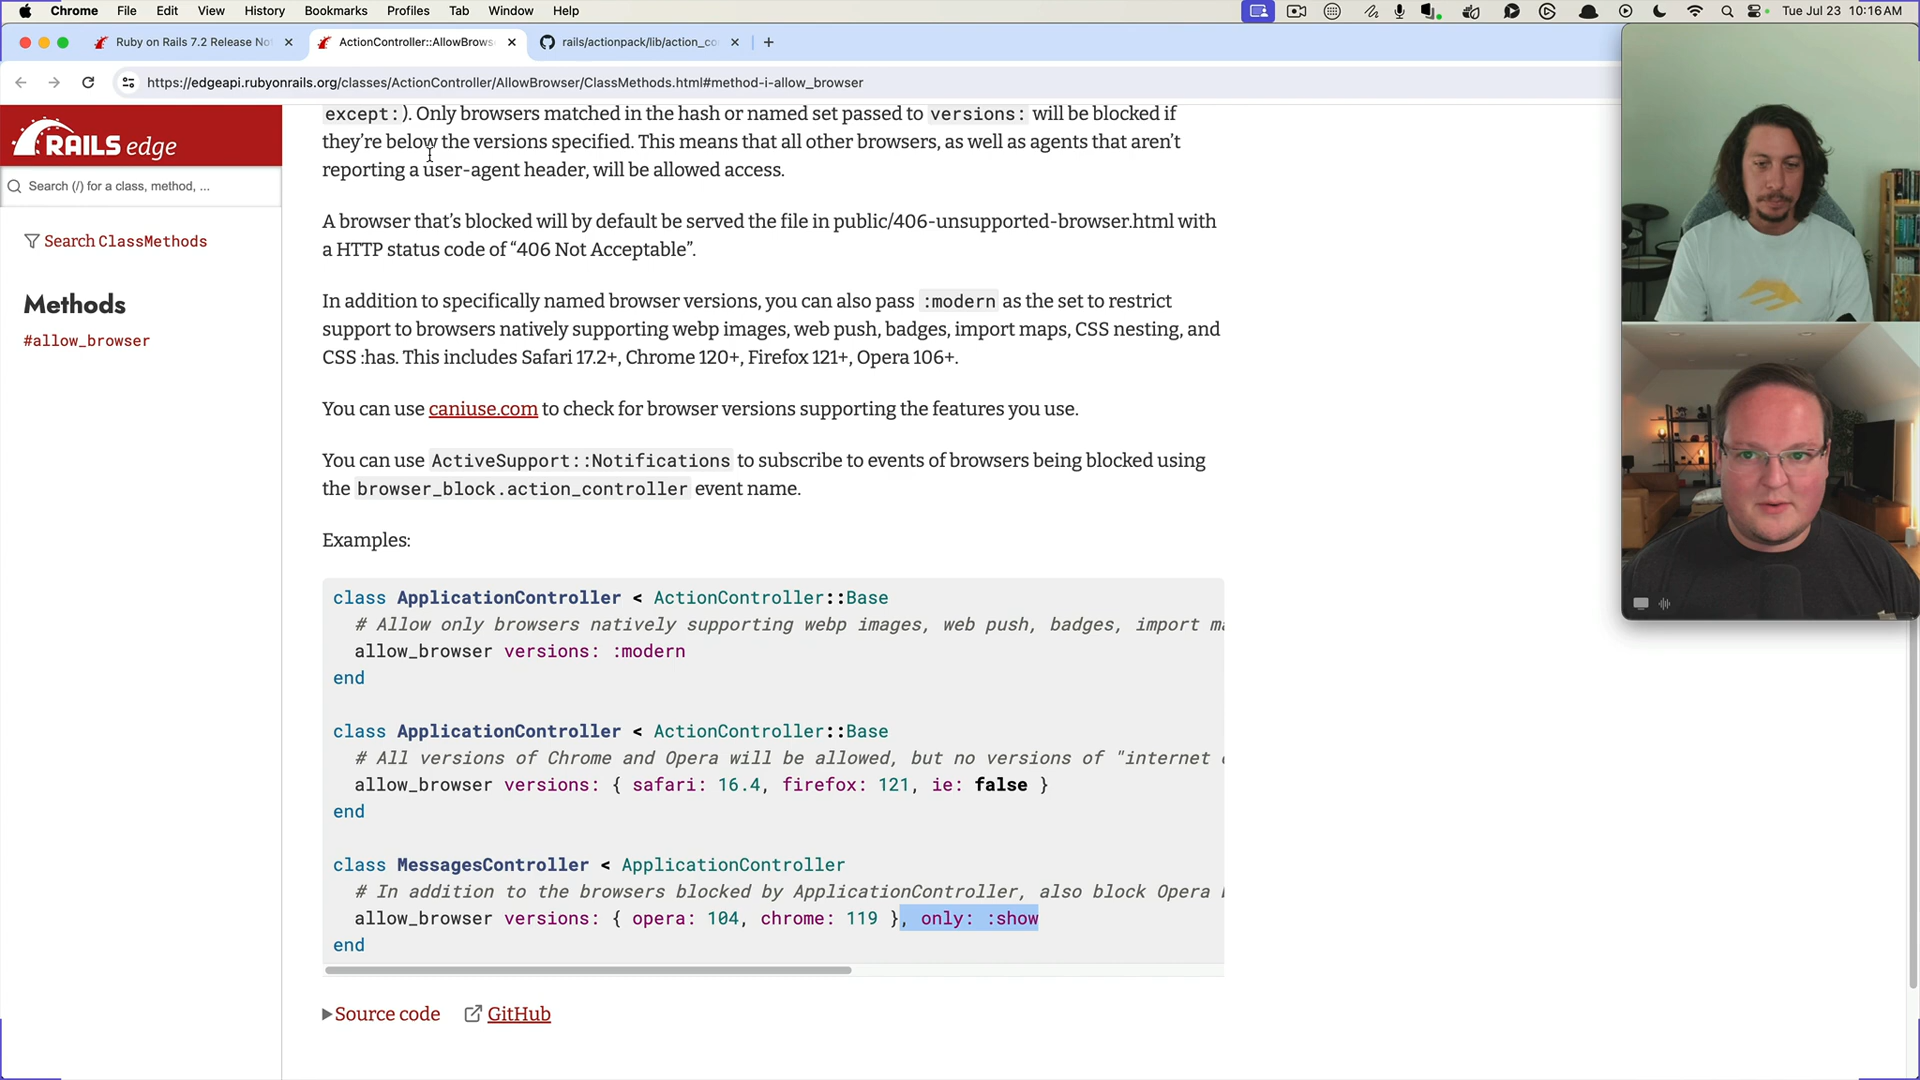 Chrome File Edit View History Bookmarks Profiles Tab Window Help Tue Jul 23 10:16 AM
Ruby on Rails 7.2 Release No ActionController::AllowBrows rails/actionpack/lib/action_co
https://edgeapi.rubyonrails.org/classes/ActionController/AllowBrowser/ClassMethods.html#method-i-allow_browser
RAILS edge
Search (/) for a class, method, ...
Search ClassMethods
Methods
#allow_browser
except:). Only browsers matched in the hash or named set passed to versions: will be blocked if
they’re below the versions specified. This means that all other browsers, as well as agents that aren’t
reporting a user-agent header, will be allowed access.
A browser that’s blocked will by default be served the file in public/406-unsupported-browser.html with
a HTTP status code of “406 Not Acceptable”.
In addition to specifically named browser versions, you can also pass :modern as the set to restrict
support to browsers natively supporting webp images, web push, badges, import maps, CSS nesting, and
CSS :has. This includes Safari 17.2+, Chrome 120+, Firefox 121+, Opera 106+.
You can use caniuse.com to check for browser versions supporting the features you use.
You can use ActiveSupport::Notifications to subscribe to events of browsers being blocked using
the browser_block.action_controller event name.
Examples:
class ApplicationController < ActionController::Base
# Allow only browsers natively supporting webp images, web push, badges, import ma
allow_browser versions: :modern
end
class ApplicationController < ActionController::Base
# All versions of Chrome and Opera will be allowed, but no versions of "internet
allow_browser versions: { safari: 16.4, firefox: 121, ie: false }
end
class MessagesController < ApplicationController
# In addition to the browsers blocked by ApplicationController, also block Opera
allow_browser versions: { opera: 104, chrome: 119 }, only: :show
end
Source code GitHub